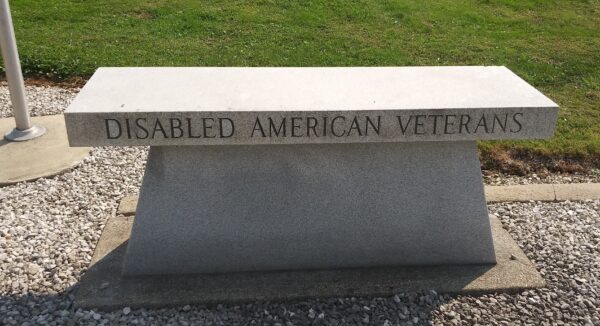 DISABLED AMERICAN VETERANS